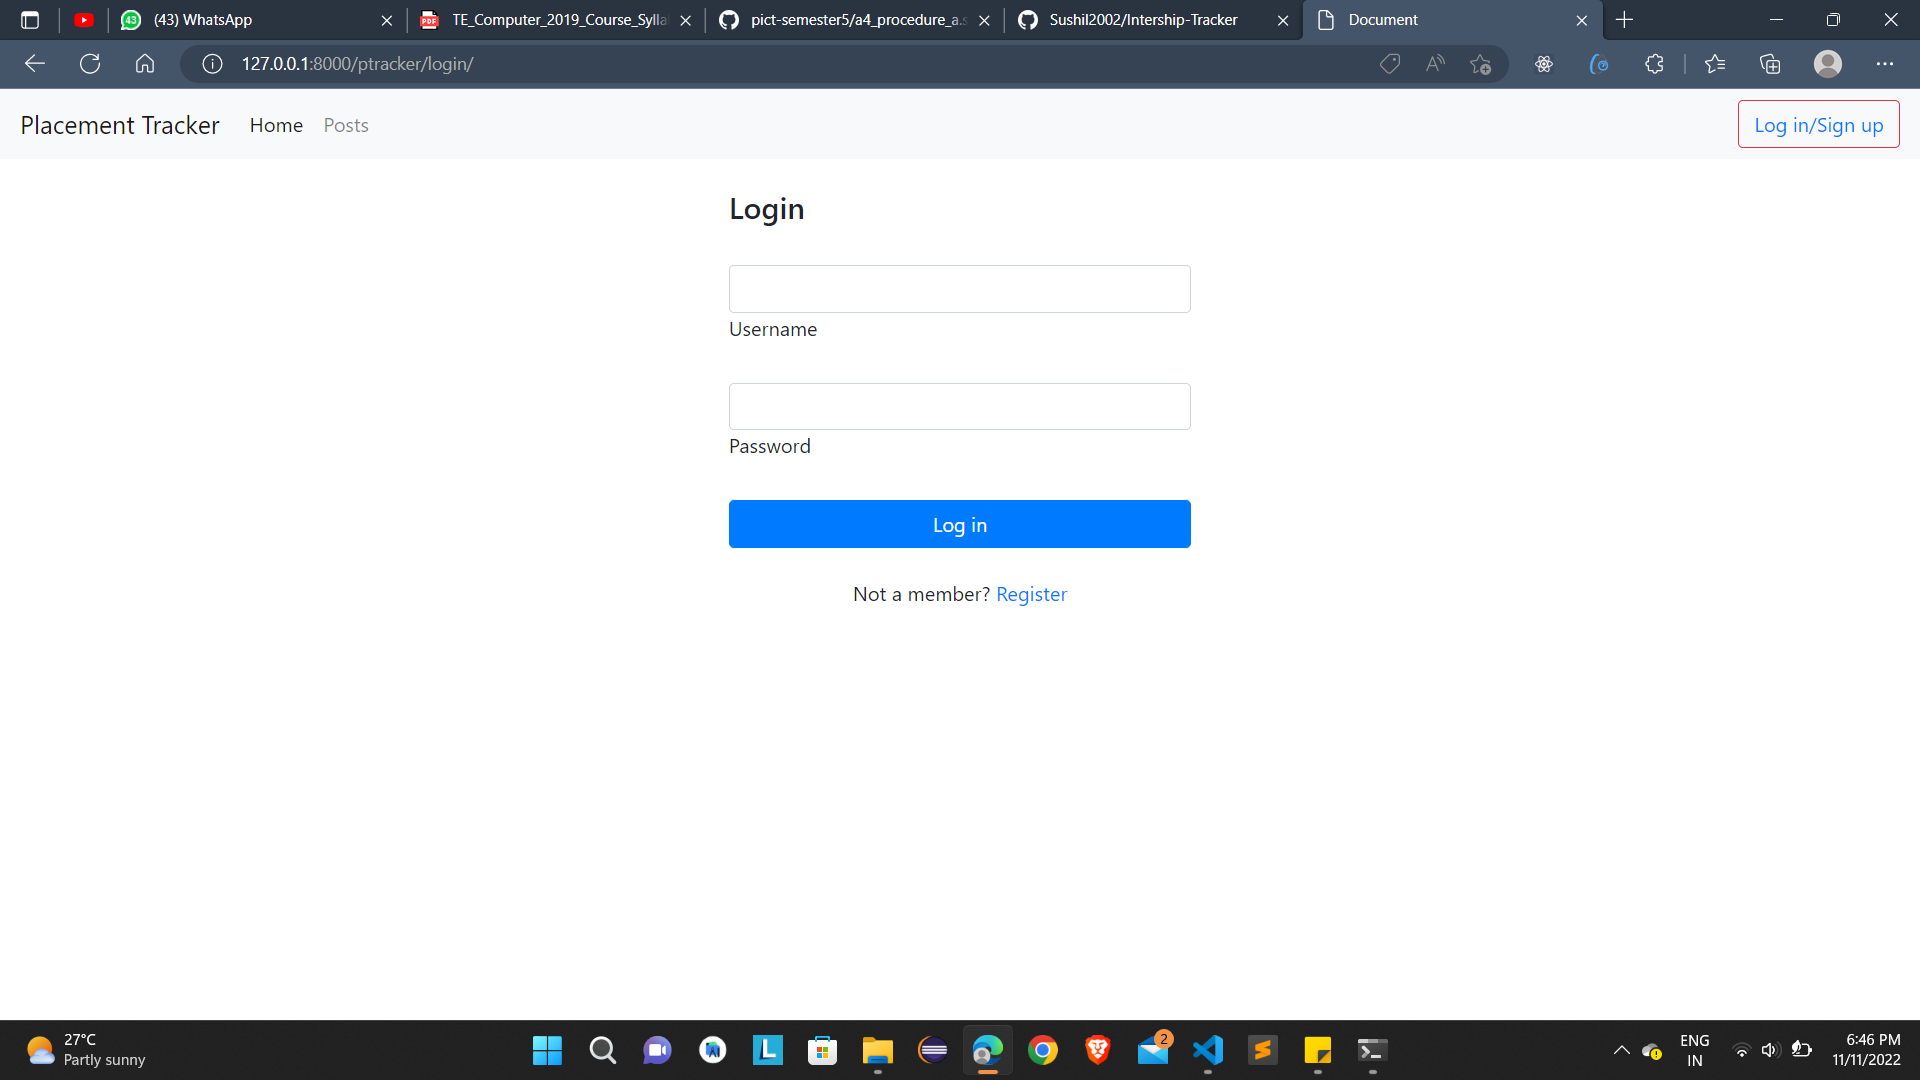 43 (43) WhatsApp
PDF TE_Computer_2019_Course_Sylla
pict-semester5/a4_procedure_a.s
Sushil2002/Intership-Tracker
Document
127.0.0.1:8000/ptracker/login/
Placement Tracker Home Posts Log in/Sign up
Login
Username
Password
Log in
Not a member? Register
27°C
Partly sunny
L
2
ENG
IN
6:46 PM
11/11/2022